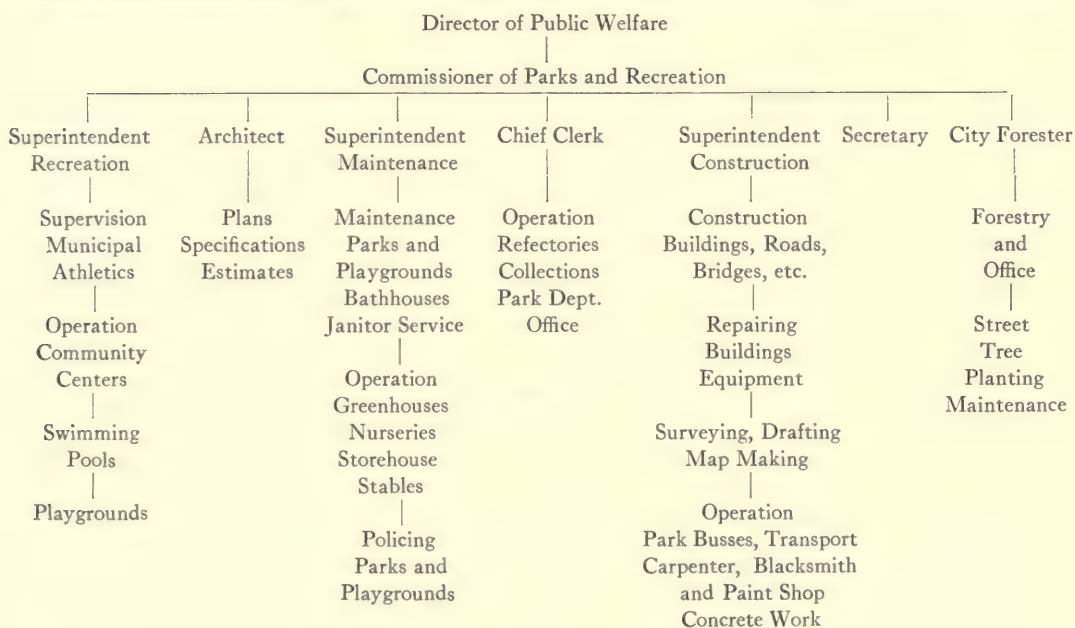 Director of Public Welfare
Commissioner of Parks and Recreation
Superintendent
Recreation
Supervision
Municipal
Athletics
Operation
Community
Centers
Swimming
Pools
Playgrounds
Architect
Plans
Specifications
Estimates
Superintendent
Maintenance
Maintenance
Parks and
Playgrounds
Bathhouses
Janitor Service
Operation
Greenhouses
Nurseries
Storehouse
Stables
Policing
Parks and
Playgrounds
Chief Clerk
Operation
Refectories
Collections
Park Dept.
Office
Superintendent
Construction
Construction
Buildings, Roads,
Bridges, etc.
Repairing
Buildings
Equipment
Surveying, Drafting
Map Making
Operation
Park Busses, Transport
Carpenter, Blacksmith
and Paint Shop
Concrete Work
Secretary
City Forester
Forestry
and
Office
Street
Tree
Planting
Maintenance